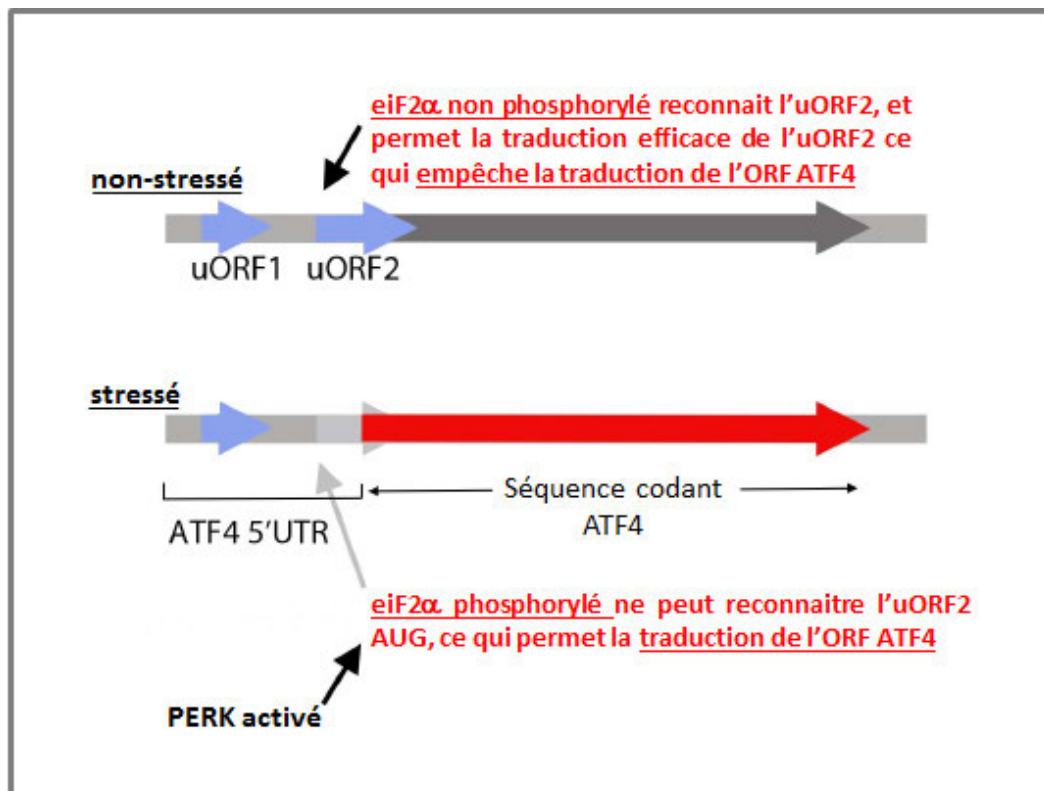 eiF2α non phosphorylé reconnait l'uORF2, et
permet la traduction efficace de l'uORF2 ce
qui empêche la traduction de l'ORF ATF4
non-stressé
uORF1 uORF2
stressé
Séquence codant
ATF4
ATF4 5'UTR
eiF2α phosphorylé ne peut reconnaitre l'uORF2
AUG, ce qui permet la traduction de l'ORF ATF4
PERK activé